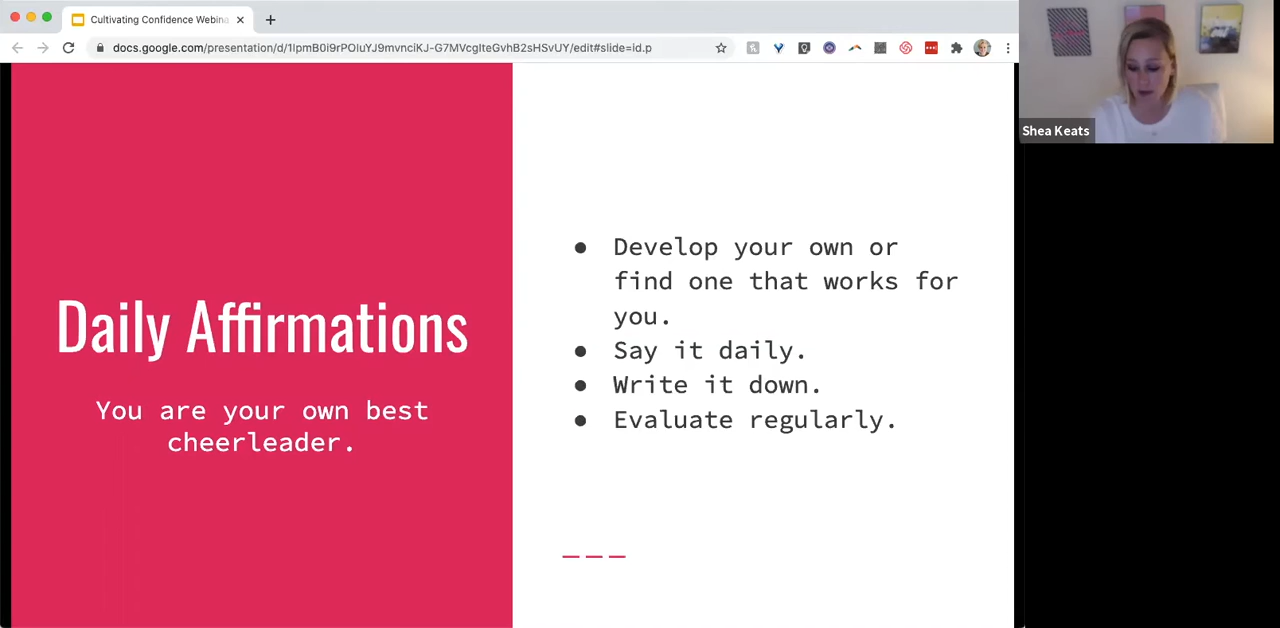 Cultivating Confidence Webina
docs.google.com/presentation/d/1lpmB0i9rPOIuYJ9mvnciKJ-G7MVcgIteGvhB2sHSvUY/edit#slide=id.p
Shea Keats
Daily Affirmations
You are your own best
cheerleader.
● Develop your own or
find one that works for
you.
● Say it daily.
● Write it down.
● Evaluate regularly.